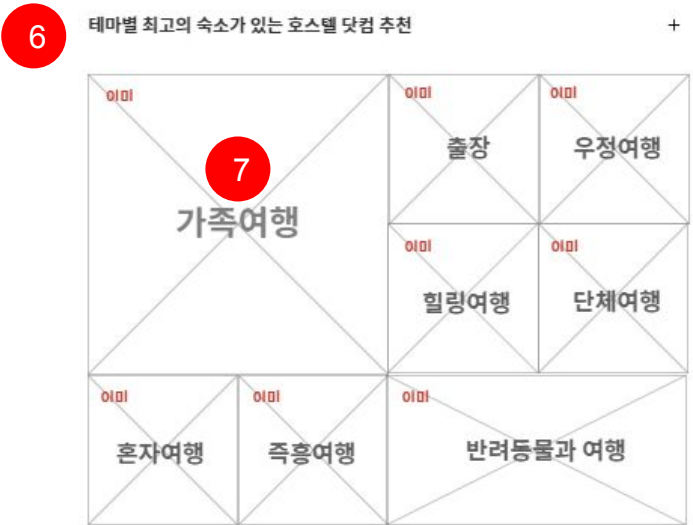 6
테마별 최고의 숙소가 있는 호스텔 닷컴 추천 +
이미
7
가족여행
이미
출장
이미
우정여행
이미
힐링여행
이미
단체여행
이미
혼자여행
이미
즉흥여행
이미
반려동물과 여행